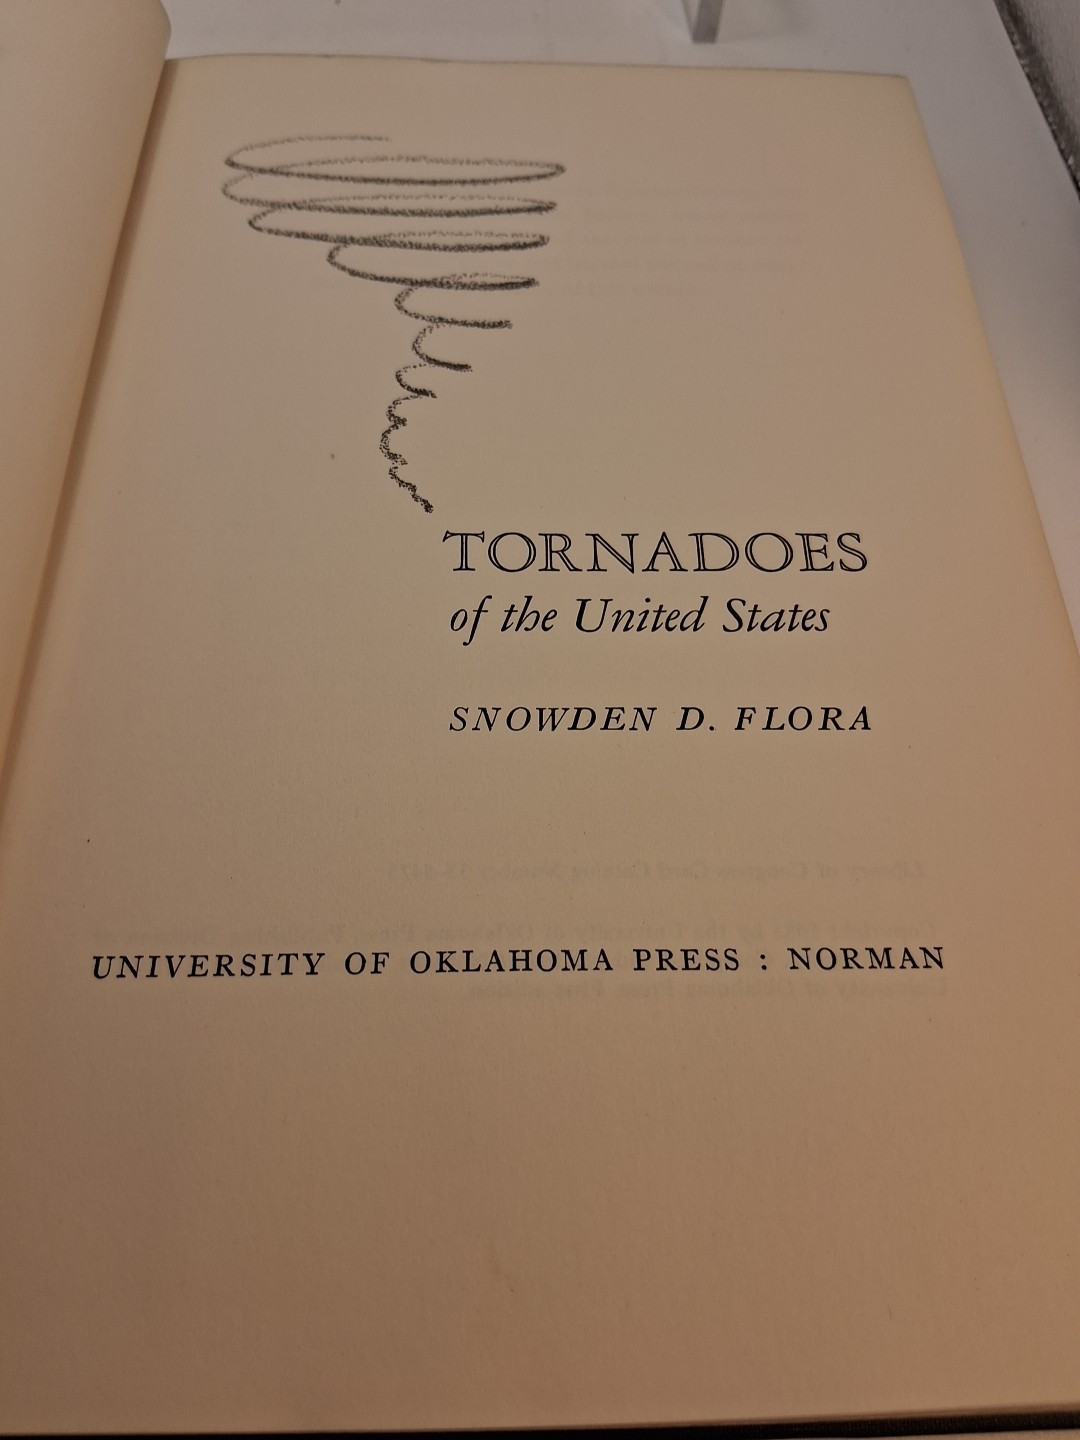 TORNADOES
of the United States
SNOWDEN D. FLORA
UNIVERSITY OF OKLAHOMA PRESS : NORMAN